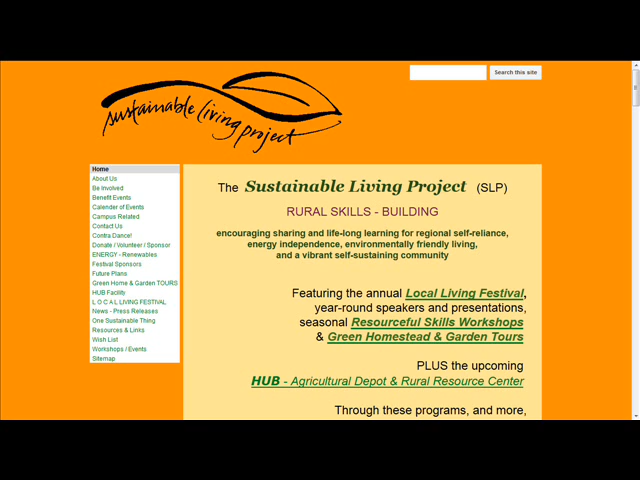 Search this site
sustainable living project
Home
About Us
Be Involved
Benefit Events
Calender of Events
Campus Related
Contact Us
Contra Dance!
Donate / Volunteer / Sponsor
ENERGY - Renewables
Festival Sponsors
Future Plans
Green Home & Garden TOURS
HUB Facility
L O C A L LIVING FESTIVAL
News - Press Releases
One Sustainable Thing
Resources & Links
Wish List
Workshops / Events
Sitemap
The Sustainable Living Project (SLP)
RURAL SKILLS - BUILDING
encouraging sharing and life-long learning for regional self-reliance,
energy independence, environmentally friendly living,
and a vibrant self-sustaining community
Featuring the annual Local Living Festival,
year-round speakers and presentations,
seasonal Resourceful Skills Workshops
& Green Homestead & Garden Tours
PLUS the upcoming
HUB - Agricultural Depot & Rural Resource Center
Through these programs, and more,